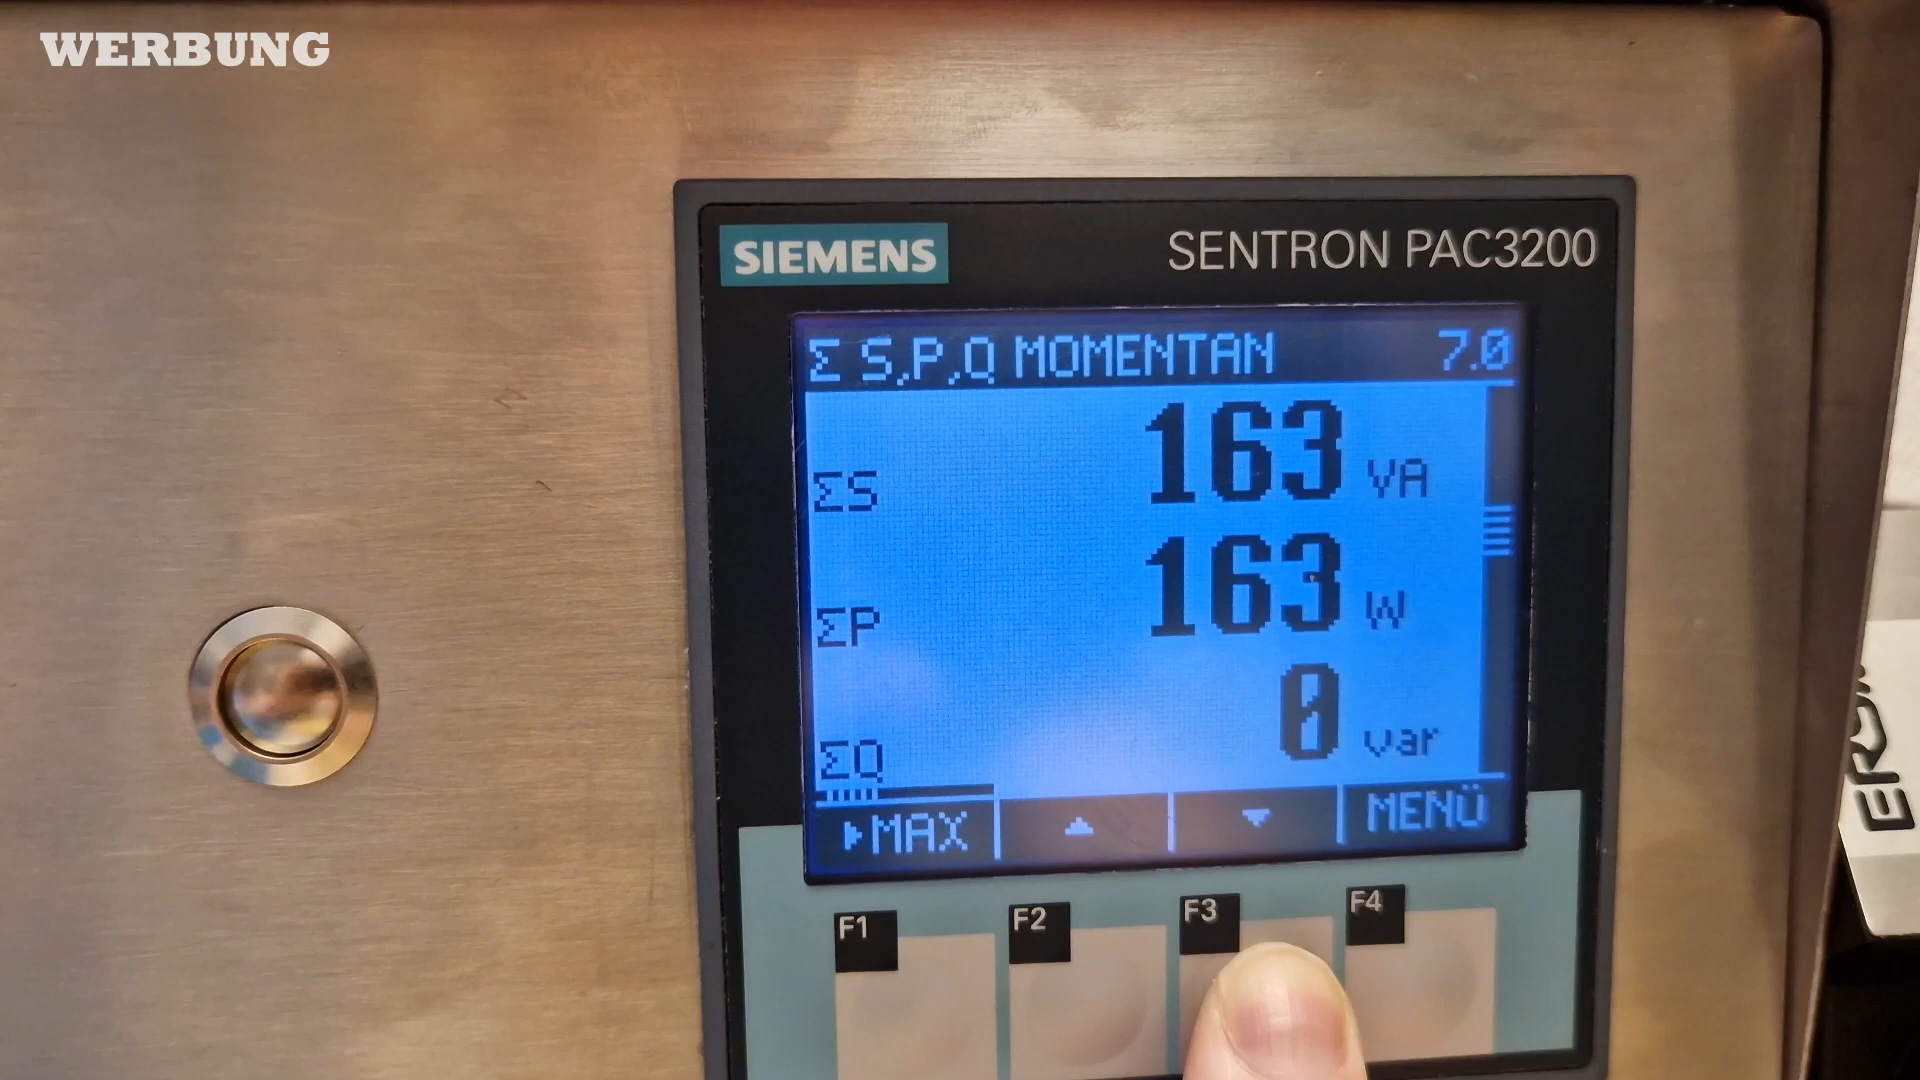 WERBUNG
SIEMENS
SENTRON PAC3200
Σ S,P,Q MOMENTAN 7.0
ΣS 163 VA
ΣP 163 W
ΣQ 0 var
▶MAX ▲ ▼ MENÜ
F1 F2 F3 F4